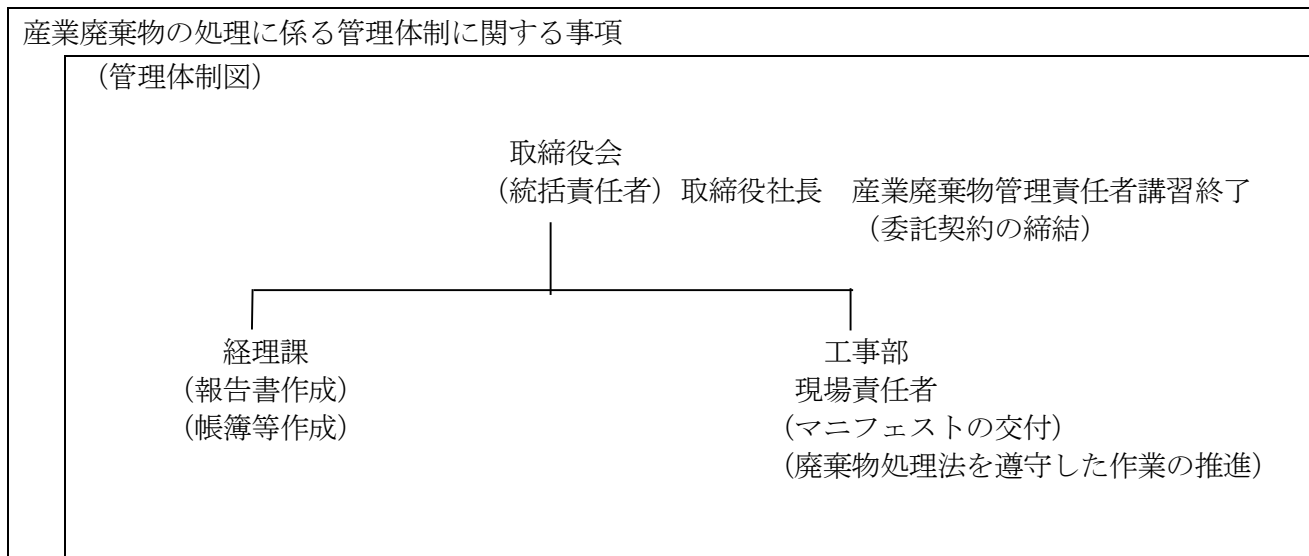 産業廃棄物の処理に係る管理体制に関する事項
（管理体制図）
取締役会
（統括責任者）取締役社長　産業廃棄物管理責任者講習終了
（委託契約の締結）
経理課
（報告書作成）
（帳簿等作成）
工事部
現場責任者
（マニフェストの交付）
（廃棄物処理法を遵守した作業の推進）